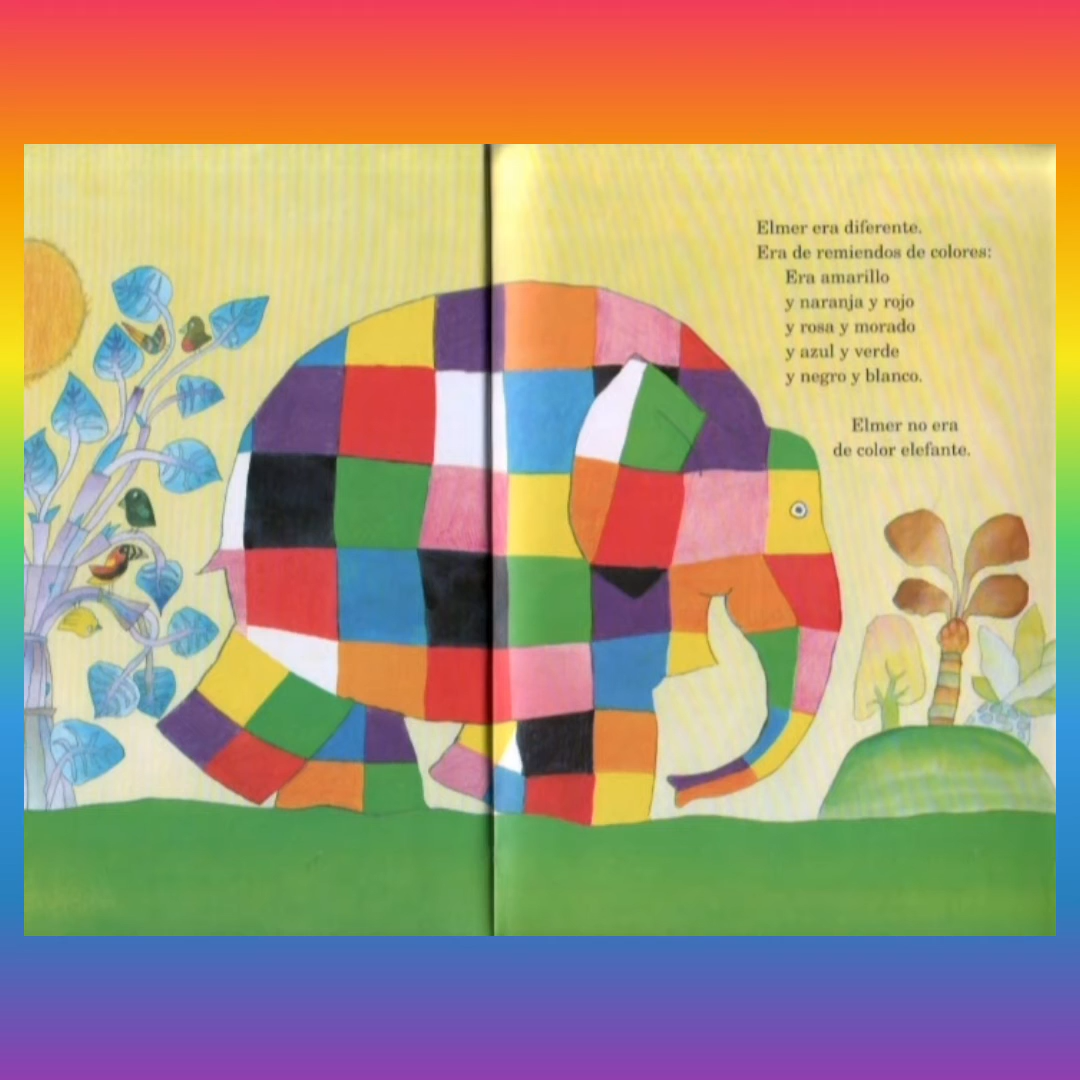 Elmer era diferente.
Era de remiendos de colores:
Era amarillo
y naranja y rojo
y rosa y morado
y azul y verde
y negro y blanco.
Elmer no era
de color elefante.